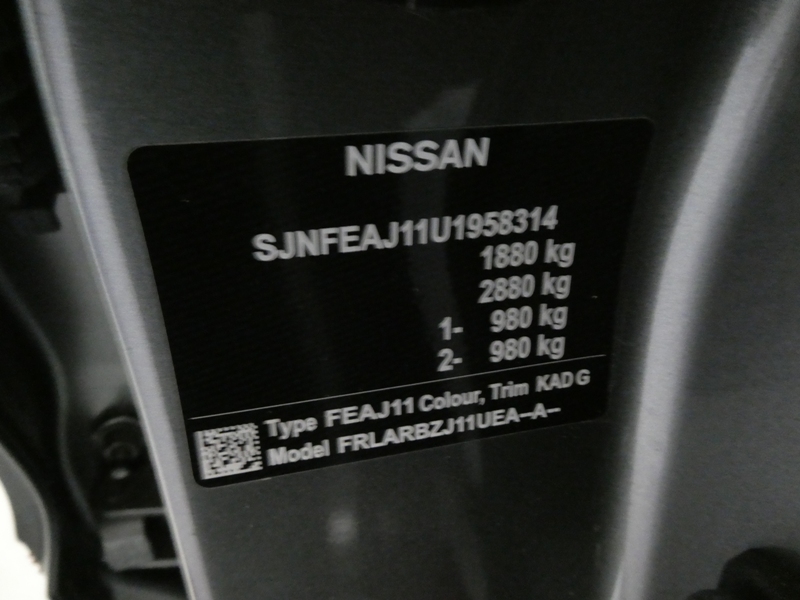 NISSAN
SJNFEAJ11U1958314
1880 kg
2880 kg
1- 980 kg
2- 980 kg
Type FEAJ11 Colour, Trim KAD G
Model FRLARBZJ11UEA–A–